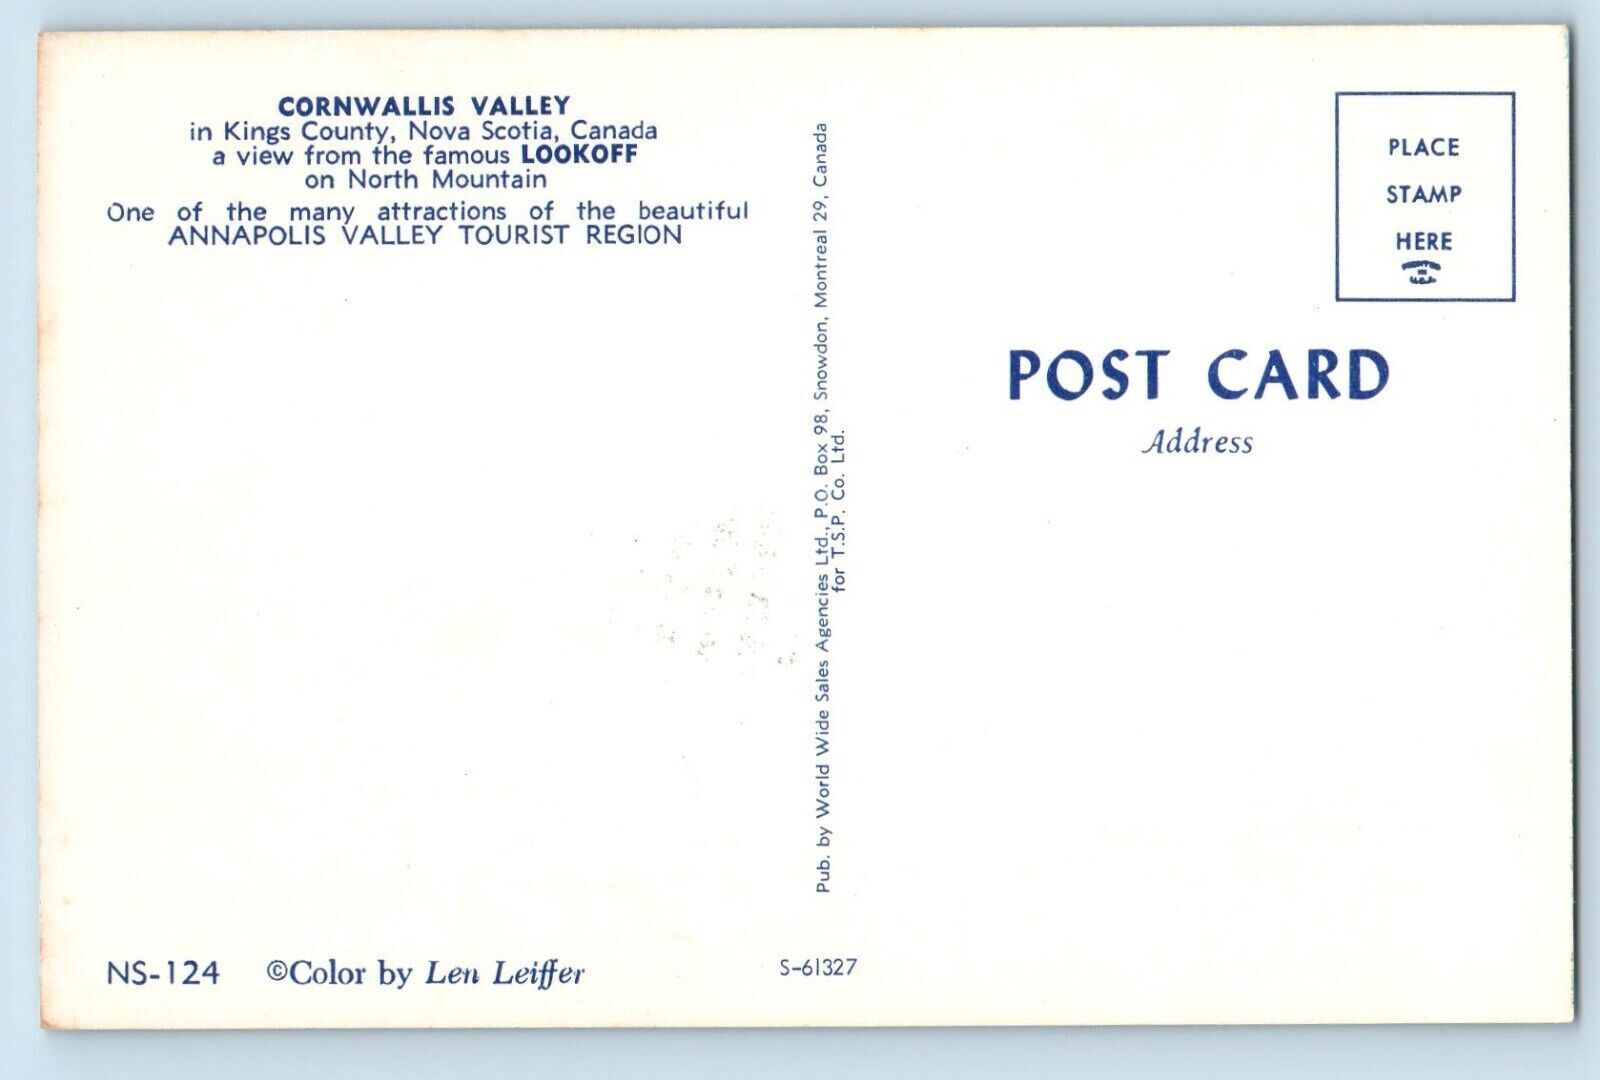 CORNWALLIS VALLEY
in Kings County, Nova Scotia, Canada
a view from the famous LOOKOFF
on North Mountain
One of the many attractions of the beautiful
ANNAPOLIS VALLEY TOURIST REGION
NS-124 ©Color by Len Leiffer
Pub. by World Wide Sales Agencies Ltd., P.O. Box 98, Snowdon, Montreal 29, Canada
for T.S.P. Co. Ltd.
S-61327
PLACE
STAMP
HERE
POST CARD
Address